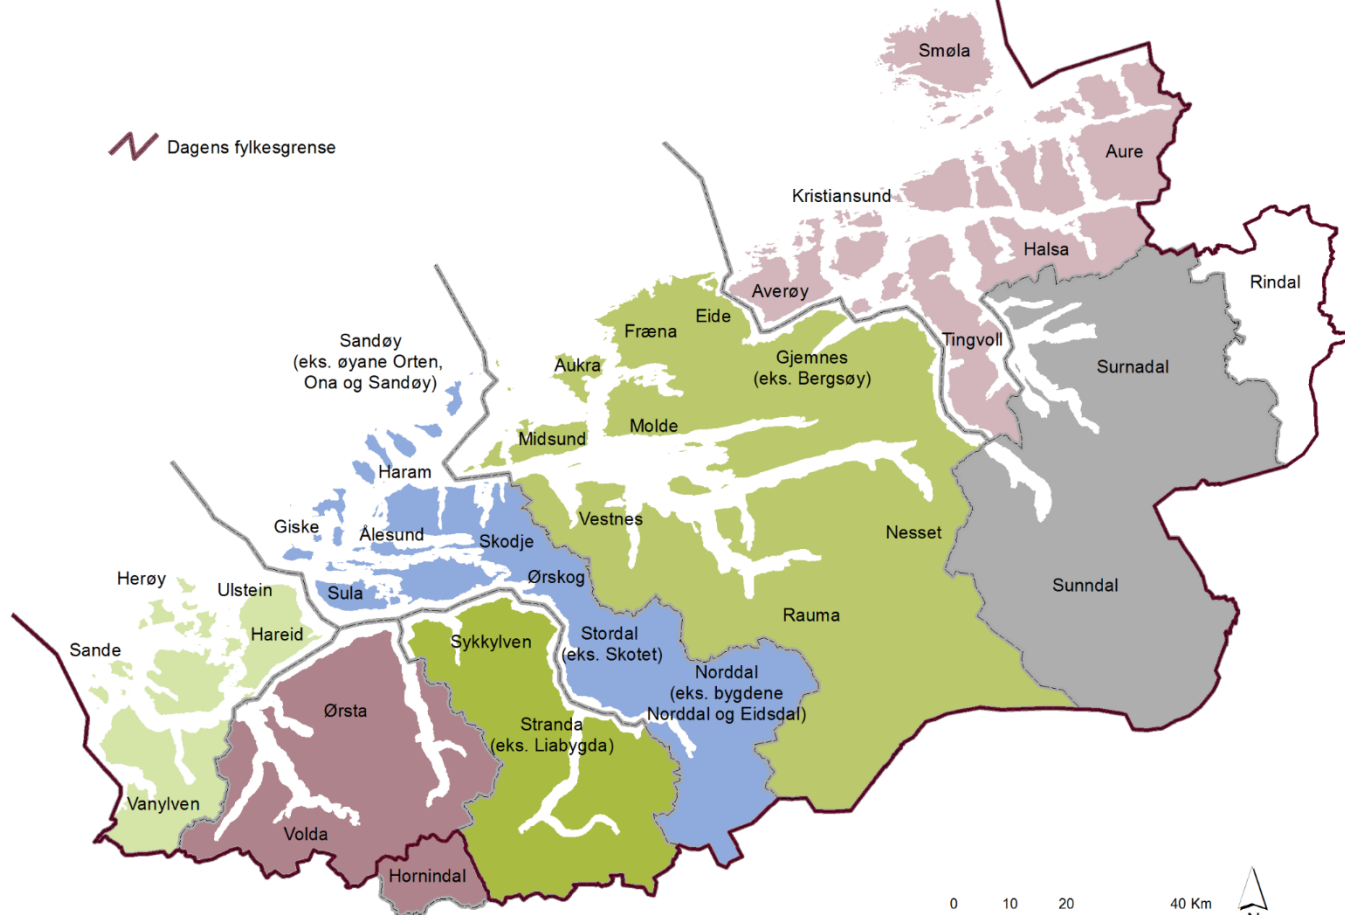 Smøla
Dagens fylkesgrense
Aure
Kristiansund
Halsa
Rindal
Averøy
Eide
Fræna
Tingvoll
Sandøy
(eks. øyane Orten,
Ona og Sandøy)
Aukra
Gjemnes
(eks. Bergsøy)
Surnadal
Molde
Midsund
Haram
Giske
Ålesund
Vestnes
Skodje
Nesset
Herøy
Ulstein
Sula
Ørskog
Sunndal
Rauma
Hareid
Sande
Sykkylven
Stordal
(eks. Skotet)
Norddal
(eks. bygdene
Norddal og Eidsdal)
Ørsta
Stranda
(eks. Liabygda)
Vanylven
Volda
Hornindal
0 10 20 40 Km
N